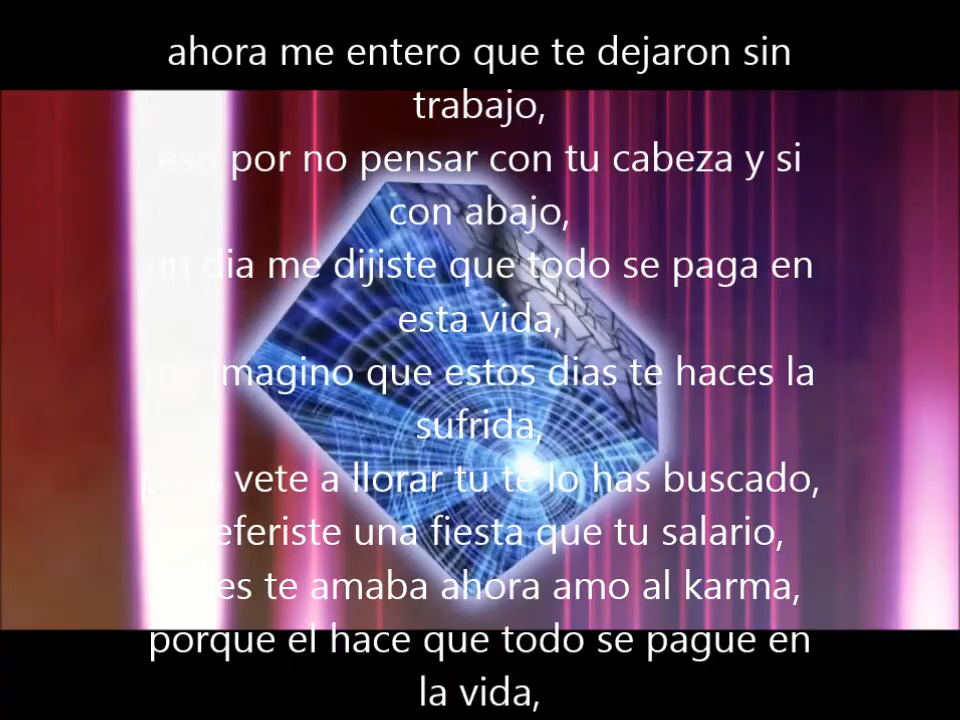 ahora me entero que te dejaron sin
trabajo,
eso por no pensar con tu cabeza y si
con abajo,
un dia me dijiste que todo se paga en
esta vida,
me imagino que estos dias te haces la
sufrida,
vete a llorar tu te lo has buscado,
preferiste una fiesta que tu salario,
te amaba ahora amo al karma,
porque el hace que todo se pague en
la vida,